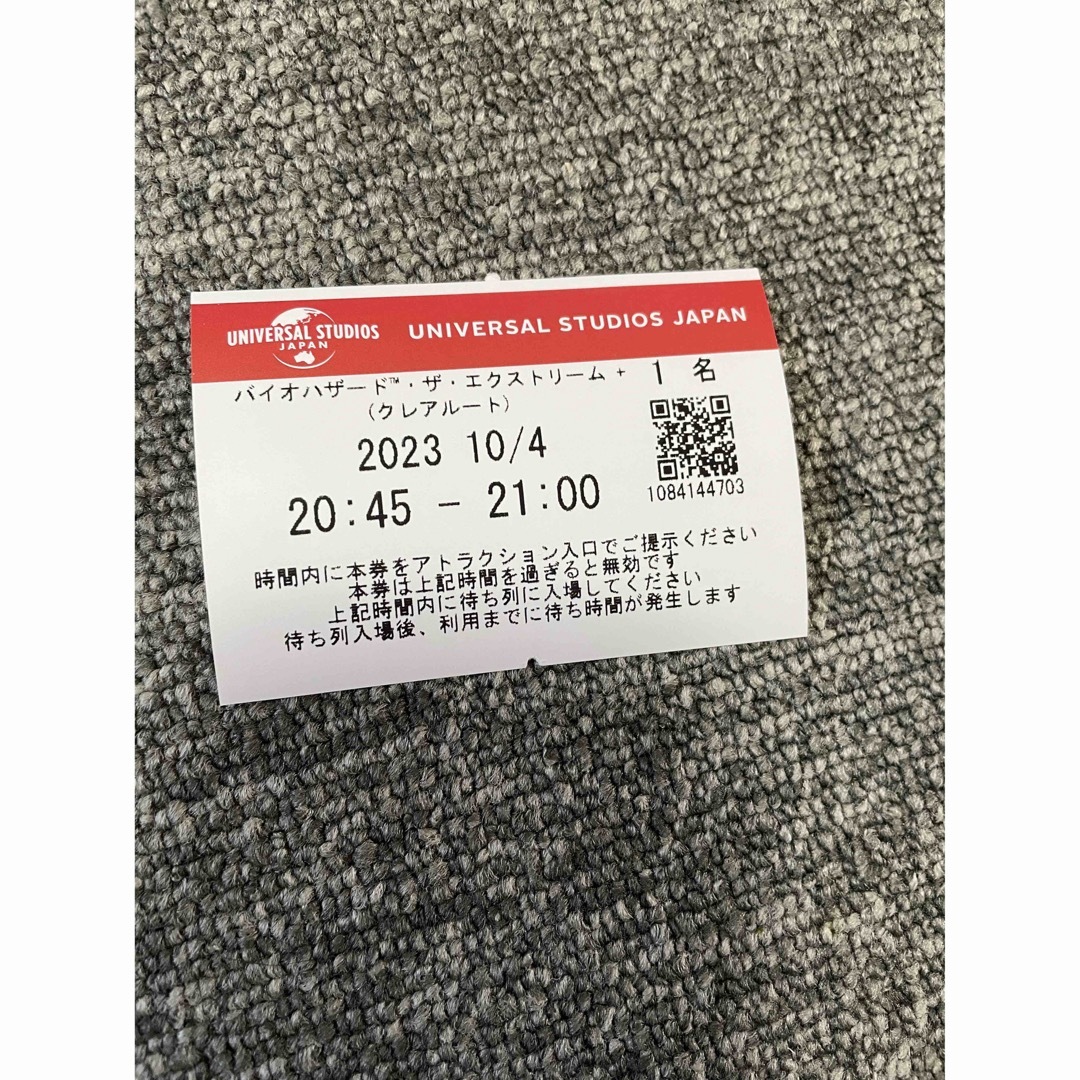 UNIVERSAL STUDIOS
JAPAN
UNIVERSAL STUDIOS JAPAN
バイオハザード™・ザ・エクストリーム +
(クレアルート)
1 名
2023 10/4
20:45 - 21:00
1084144703
時間内に本券をアトラクション入口でご提示ください
本券は上記時間を過ぎると無効です
上記時間内に待ち列に入場してください
待ち列入場後、利用までに待ち時間が発生します